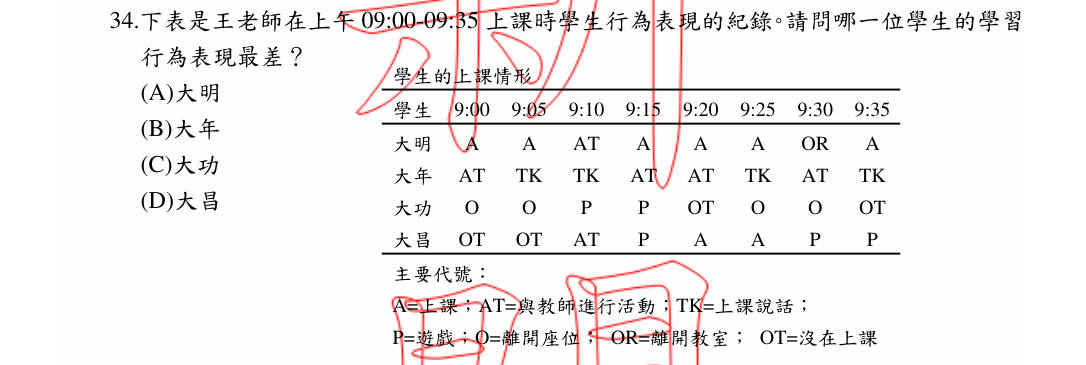 34.下表是王老師在上午 09:00-09:35 上課時學生行為表現的紀錄。請問哪一位學生的學習
行為表現最差？
(A)大明
(B)大年
(C)大功
(D)大昌
學生的上課情形
學生 9:00 9:05 9:10 9:15 9:20 9:25 9:30 9:35
大明 A A AT A A A OR A
大年 AT TK TK AT AT TK AT TK
大功 O O P P OT O O OT
大昌 OT OT AT P A A P P
主要代號：
A=上課；AT=與教師進行活動；TK=上課說話；
P=遊戲；O=離開座位； OR=離開教室； OT=沒在上課